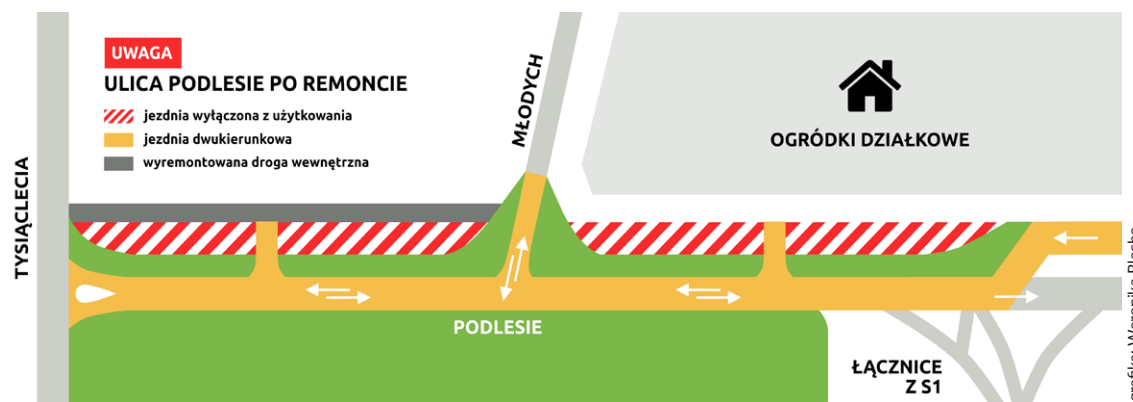 UWAGA
ULICA PODLESIE PO REMONCIE
jezdnia wyłączona z użytkowania
jezdnia dwukierunkowa
wyremontowana droga wewnętrzna
TYSIĄCLECIA
MŁODYCH
OGRÓDKI DZIAŁKOWE
PODLESIE
ŁĄCZNICE
Z S1